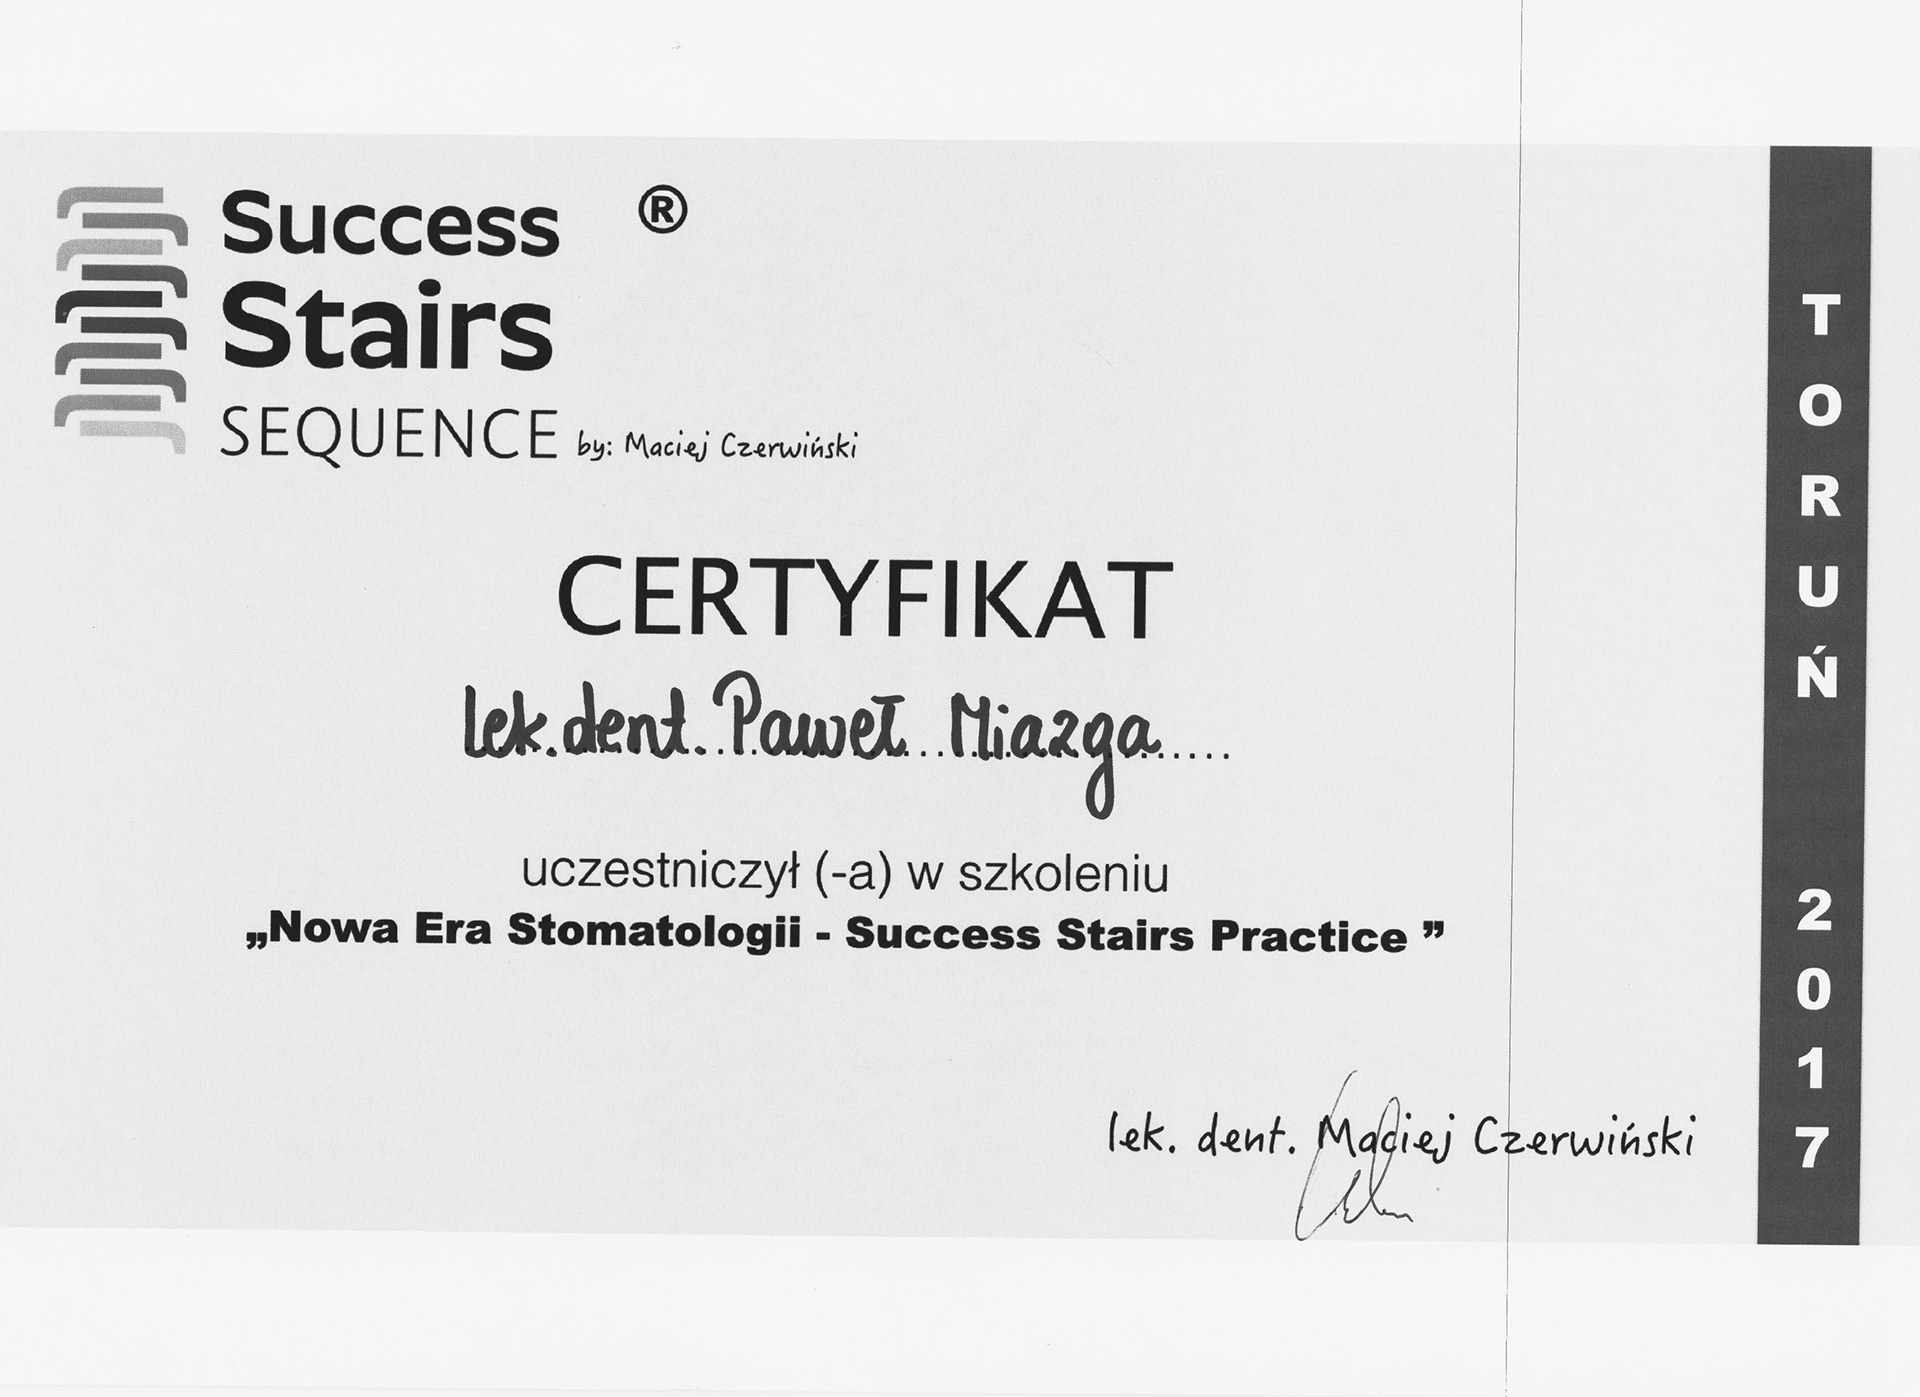 Success ®
Stairs
SEQUENCE by: Maciej Czerwiński
CERTYFIKAT
lek. dent. Paweł Miazga
uczestniczył (-a) w szkoleniu
„Nowa Era Stomatologii - Success Stairs Practice ”
lek. dent. Maciej Czerwiński
TORUŃ 2017